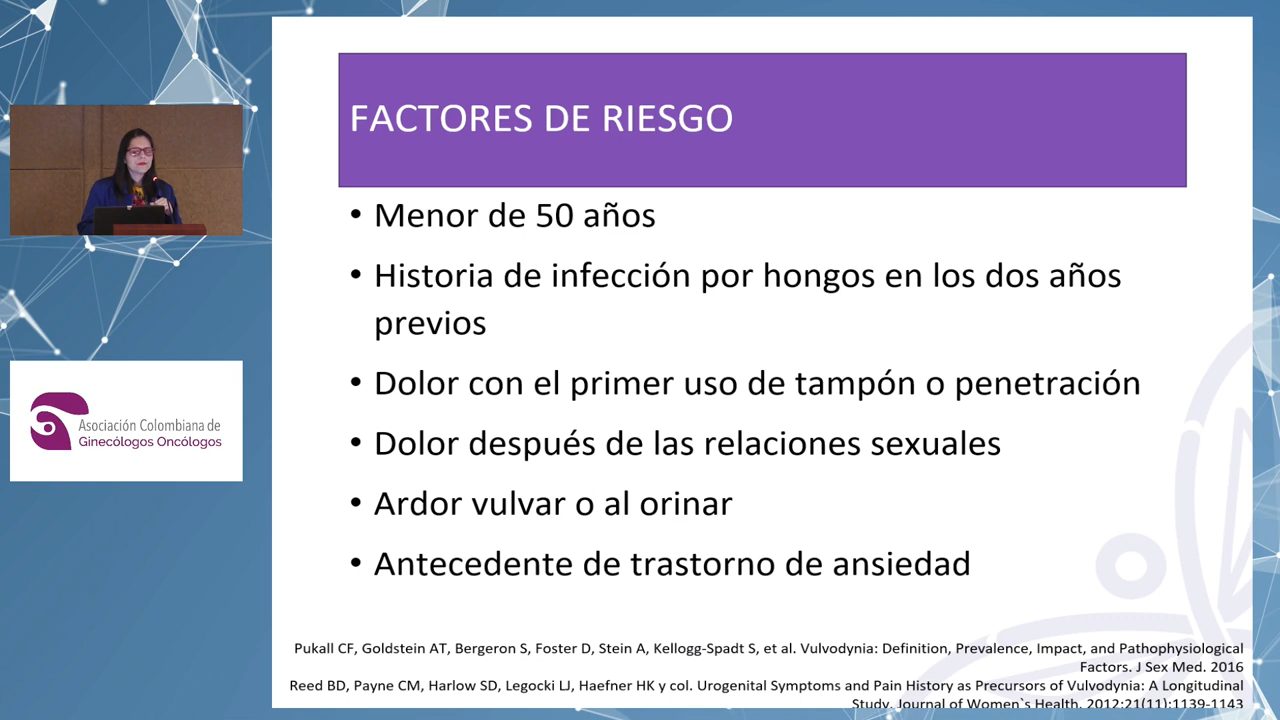 FACTORES DE RIESGO
• Menor de 50 años
• Historia de infección por hongos en los dos años
previos
• Dolor con el primer uso de tampón o penetración
• Dolor después de las relaciones sexuales
• Ardor vulvar o al orinar
• Antecedente de trastorno de ansiedad
Asociación Colombiana de
Ginecólogos Oncólogos
Pukall CF, Goldstein AT, Bergeron S, Foster D, Stein A, Kellogg-Spadt S, et al. Vulvodynia: Definition, Prevalence, Impact, and Pathophysiological
Factors. J Sex Med. 2016
Reed BD, Payne CM, Harlow SD, Legocki LJ, Haefner HK y col. Urogenital Symptoms and Pain History as Precursors of Vulvodynia: A Longitudinal
Study. Journal of Women`s Health. 2012:21(11):1139-1143